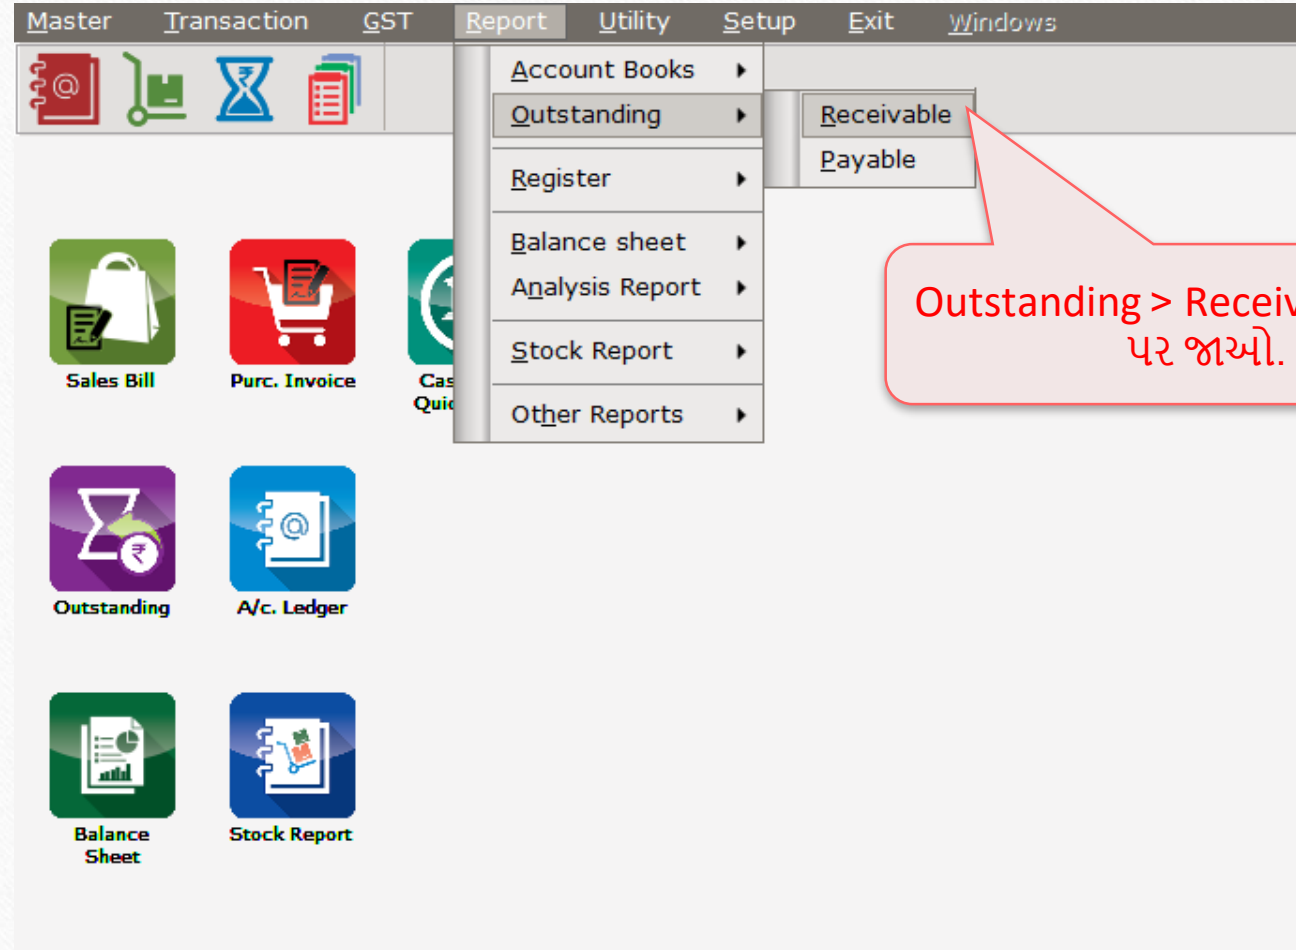 Master Transaction GST Report Utility Setup Exit Windows
Account Books
Outstanding
Receivable
Payable
Register
Balance sheet
Analysis Report
Stock Report
Other Reports
Outstanding >
પર જાઓ.
Sales Bill
Purc. Invoice
Outstanding
A/c. Ledger
Balance
Sheet
Stock Report